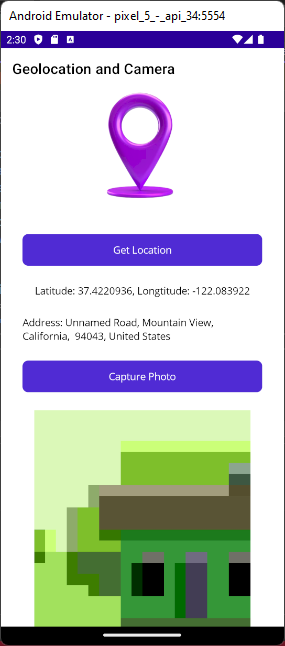 Android Emulator - pixel_5_-_api_34:5554
2:30
Geolocation and Camera
Get Location
Latitude: 37.4220936, Longtitude: -122.083922
Address: Unnamed Road, Mountain View,
California,  94043, United States
Capture Photo